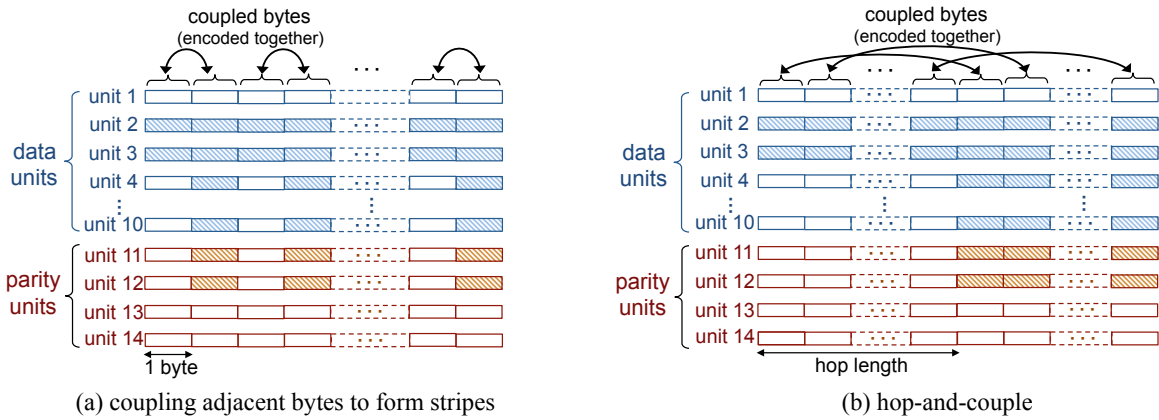 coupled bytes
(encoded together)
...
unit 1
unit 2 ...
unit 3 ...
data units
unit 4
...
unit 10
unit 11 ...
unit 12 ...
parity units
unit 13 ...
unit 14 ...
1 byte
(a) coupling adjacent bytes to form stripes
coupled bytes
(encoded together)
... ...
unit 1 ... ...
unit 2 ... ...
unit 3 ... ...
data units
unit 4 ... ...
... ... ...
unit 10
unit 11 ... ...
unit 12 ... ...
parity units
unit 13 ... ...
unit 14 ... ...
hop length
(b) hop-and-couple